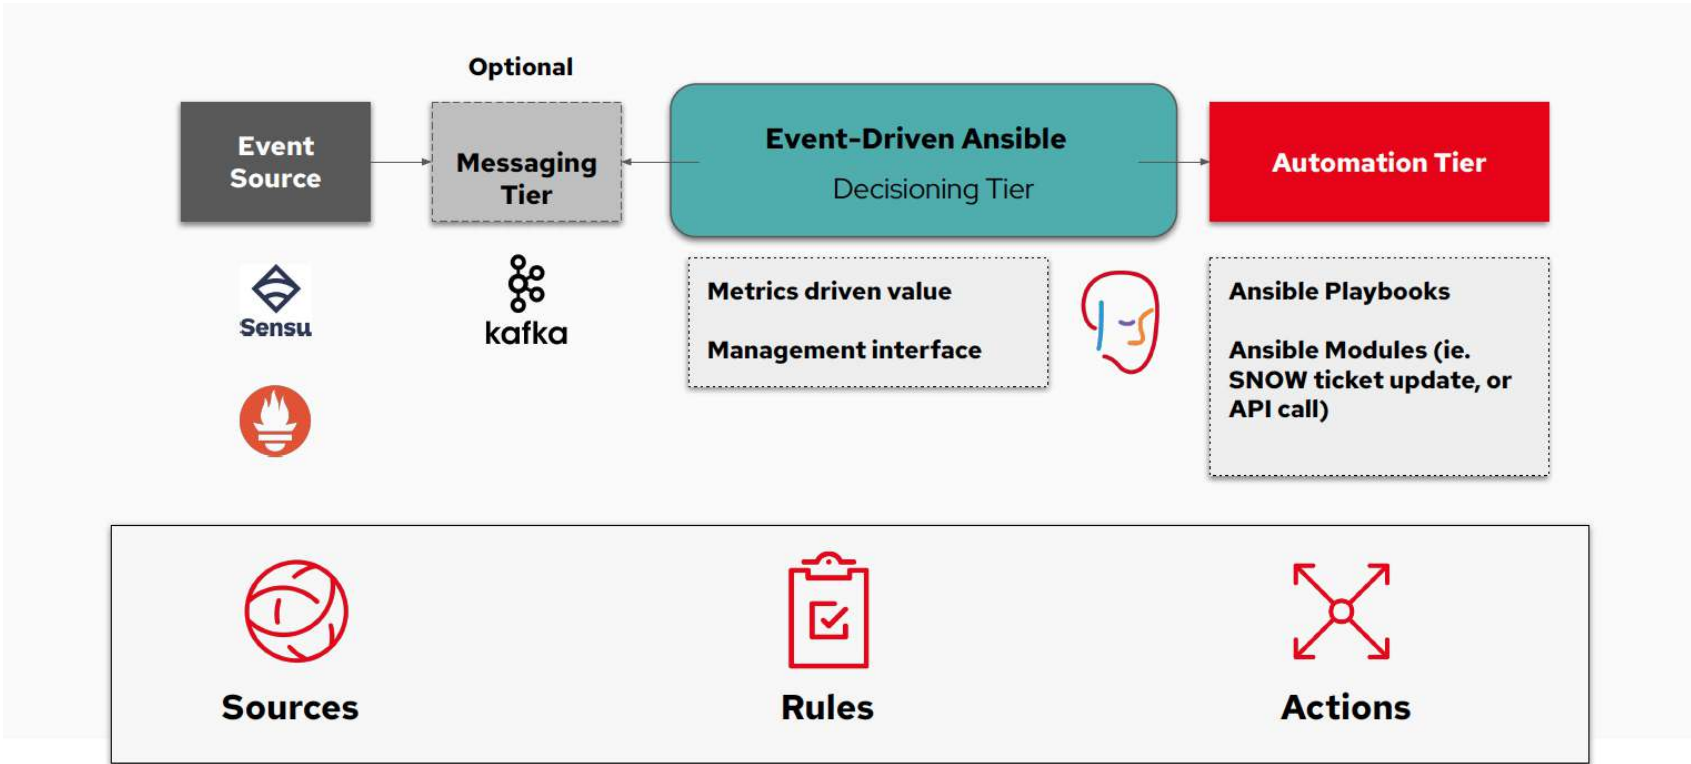 Optional
Event
Source
Messaging
Tier
Event-Driven Ansible
Decisioning Tier
Automation Tier
Sensu
kafka
Metrics driven value
Management interface
Ansible Playbooks
Ansible Modules (ie.
SNOW ticket update, or
API call)
Sources
Rules
Actions